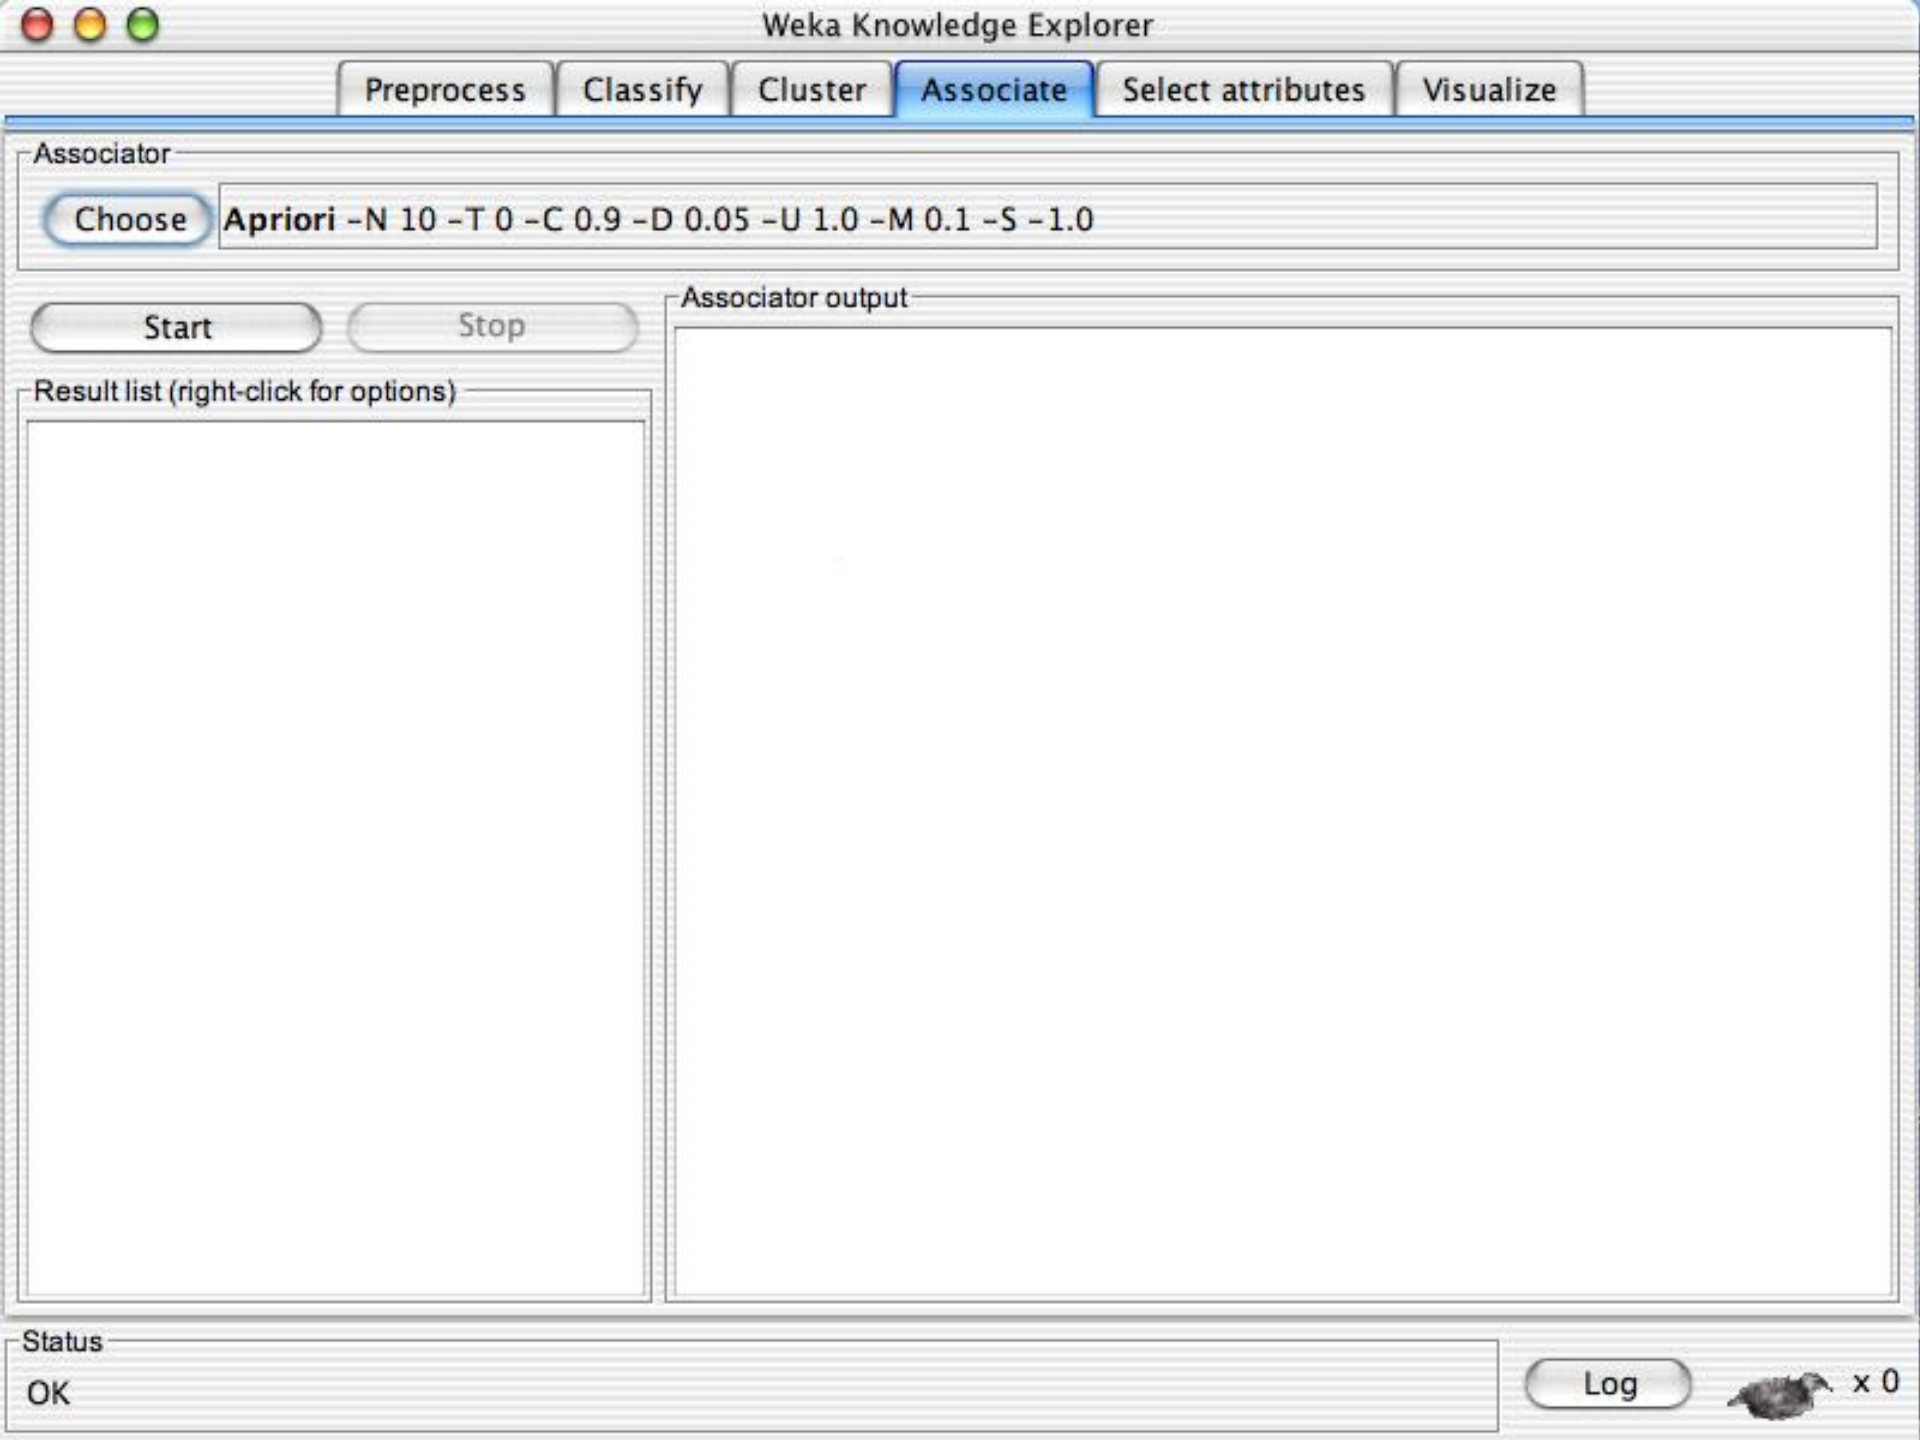 Weka Knowledge Explorer
Preprocess Classify Cluster Associate Select attributes Visualize
Associator
Choose Apriori -N 10 -T 0 -C 0.9 -D 0.05 -U 1.0 -M 0.1 -S -1.0
Start Stop
Associator output
Result list (right-click for options)
Status
OK
Log x 0